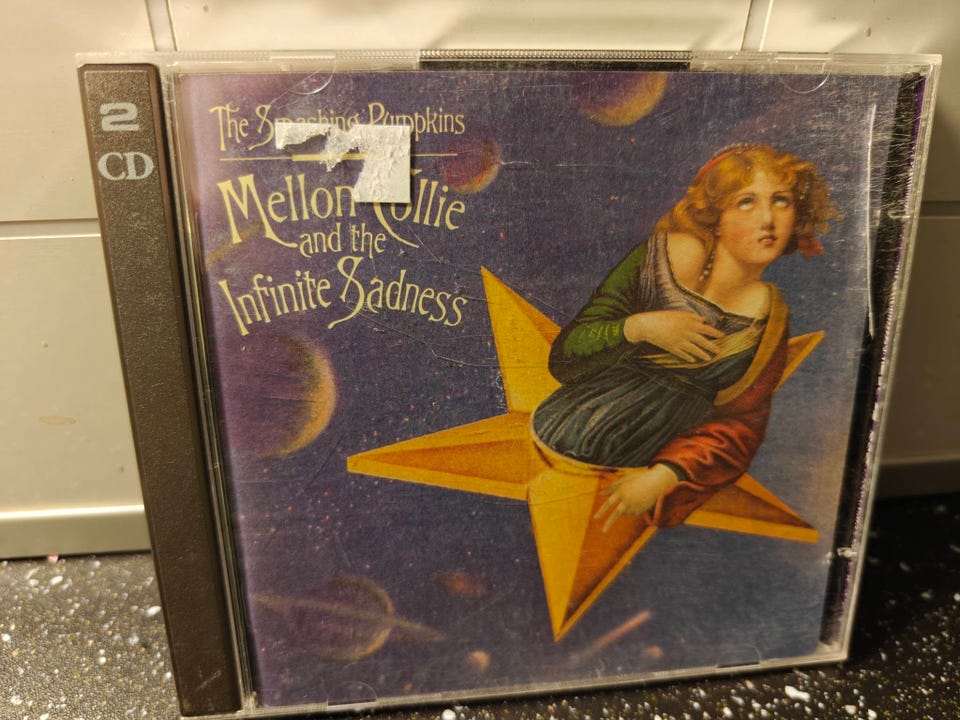 2
CD
The Smashing Pumpkins
Mellon Collie
and the
Infinite Sadness